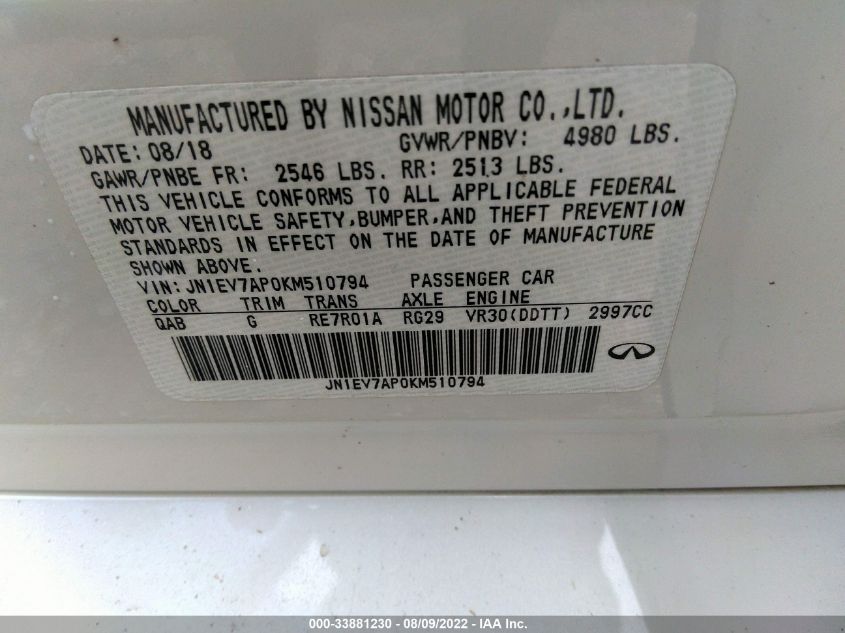 MANUFACTURED BY NISSAN MOTOR CO.,LTD.
DATE: 08/18 GVWR/PNBV: 4980 LBS.
GAWR/PNBE FR: 2546 LBS. RR: 2513 LBS.
THIS VEHICLE CONFORMS TO ALL APPLICABLE FEDERAL
MOTOR VEHICLE SAFETY,BUMPER,AND THEFT PREVENTION
STANDARDS IN EFFECT ON THE DATE OF MANUFACTURE
SHOWN ABOVE.
VIN: JN1EV7AP0KM510794 PASSENGER CAR
COLOR TRIM TRANS AXLE ENGINE
QAB G RE7R01A RG29 VR30(DDTT) 2997CC
JN1EV7AP0KM510794
000-33881230 - 08/09/2022 - IAA Inc.